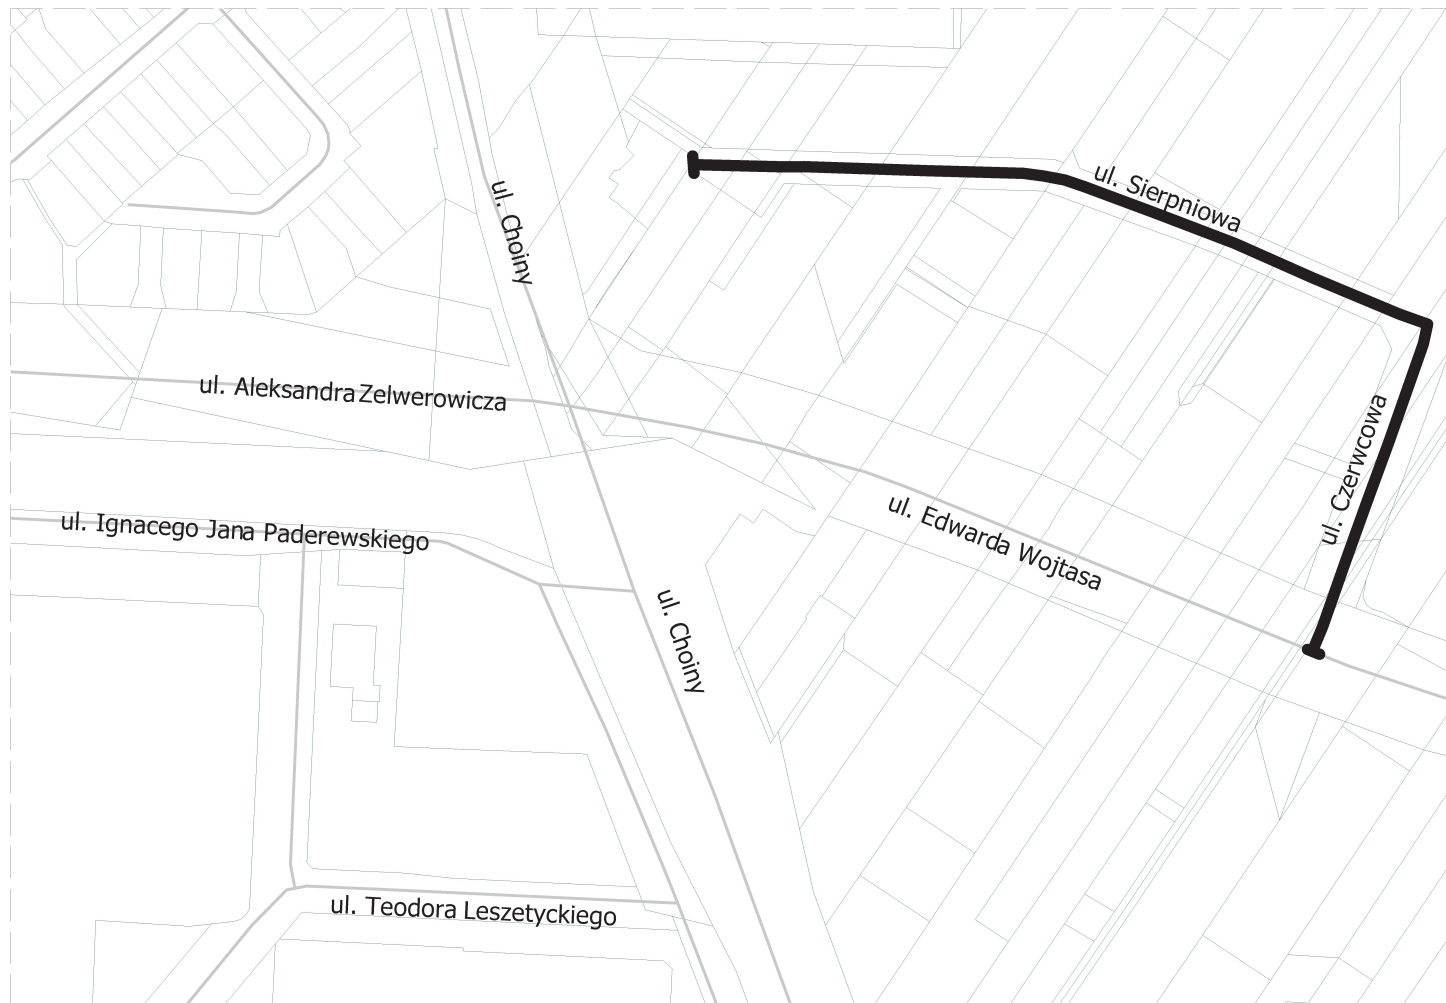 ul. Sierpniowa
ul. Choiny
ul. Aleksandra Zelwerowicza
ul. Czerwcowa
ul. Ignacego Jana Paderewskiego
ul. Edwarda Wojtasa
ul. Choiny
ul. Teodora Leszetyckiego